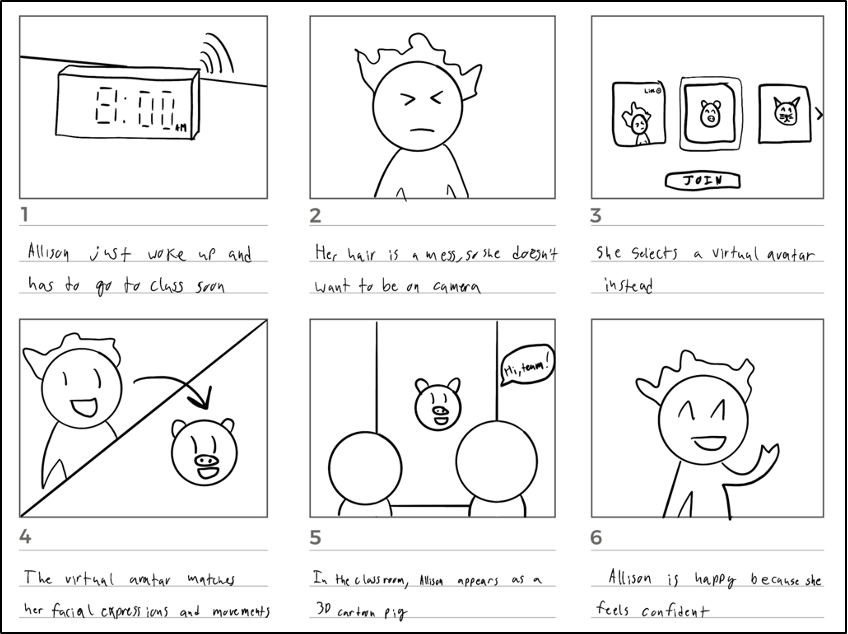 8:00 AM
1
Allison just woke up and
has to go to class soon
2
Her hair is a mess, so she doesn't
want to be on camera
Live
JOIN
3
She selects a virtual avatar
instead
4
The virtual avatar matches
her facial expressions and movements
Hi, team!
5
In the classroom, Allison appears as a
3D cartoon pig
6
Allison is happy because she
feels confident